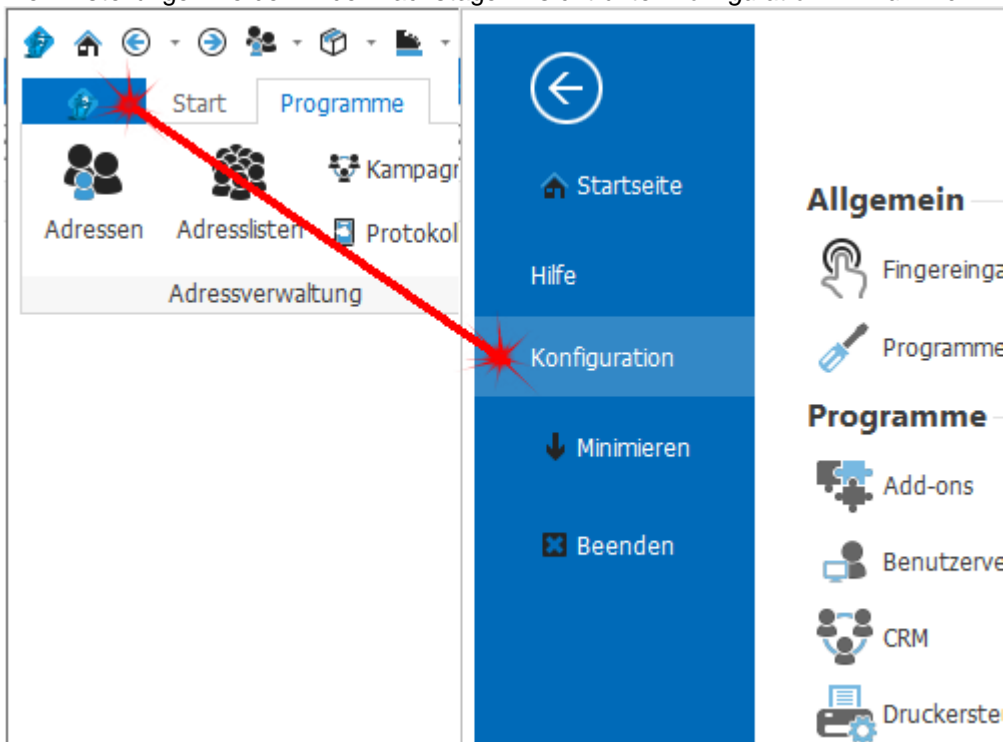 Start
Programme
Adressen
Adresslisten
Kampagr
Protokol
Adressverwaltung
Startseite
Hilfe
Konfiguration
Minimieren
Beenden
Allgemein
Fingereinga
Programme
Programme
Add-ons
Benutzerve
CRM
Druckerste